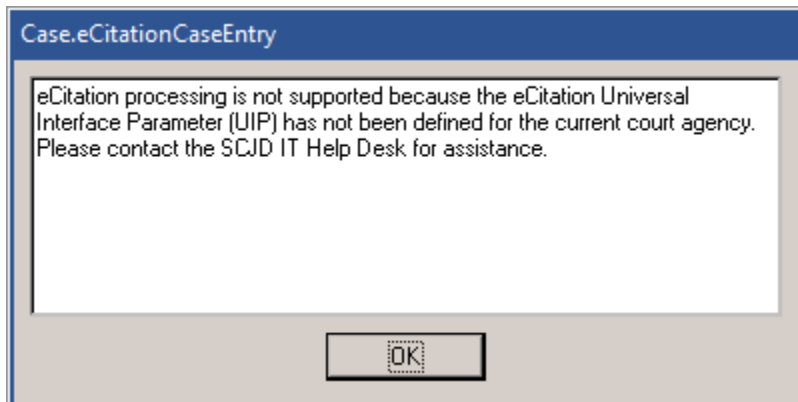 Case.eCitationCaseEntry
eCitation processing is not supported because the eCitation Universal
Interface Parameter (UIP) has not been defined for the current court agency.
Please contact the SCJD IT Help Desk for assistance.
OK